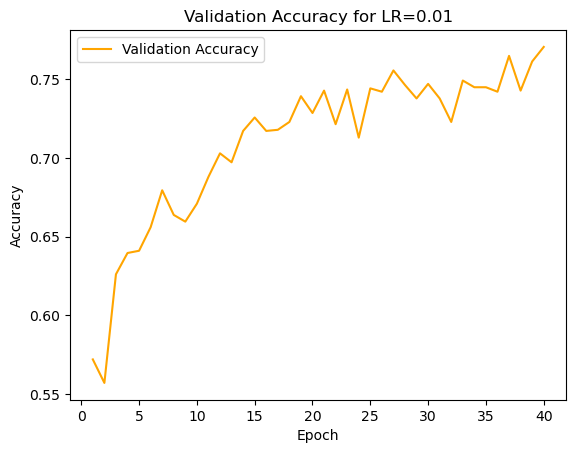 Validation Accuracy for LR=0.01
Validation Accuracy
0.75
0.70
0.65
0.60
0.55
Accuracy
0 5 10 15 20 25 30 35 40
Epoch